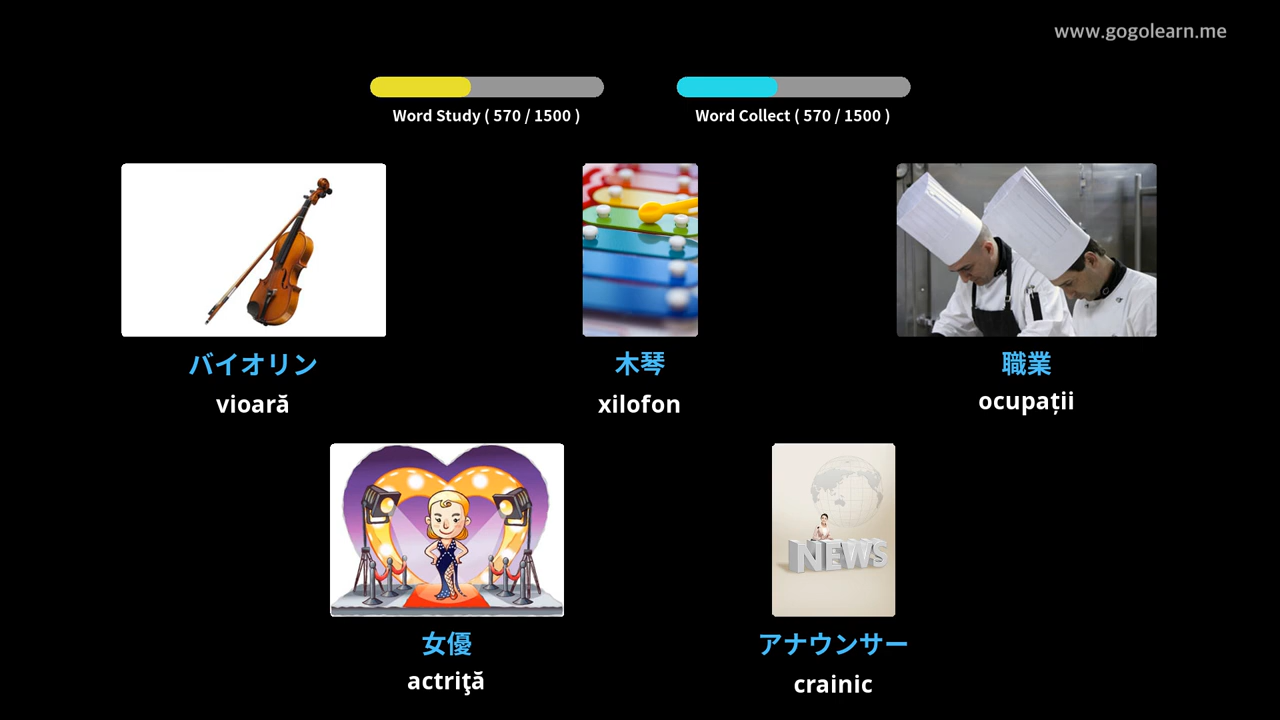 www.gogolearn.me
Word Study ( 570 / 1500 )
Word Collect ( 570 / 1500 )
バイオリン
vioară
木琴
xilofon
職業
ocupații
NEWS
女優
actriţă
アナウンサー
crainic